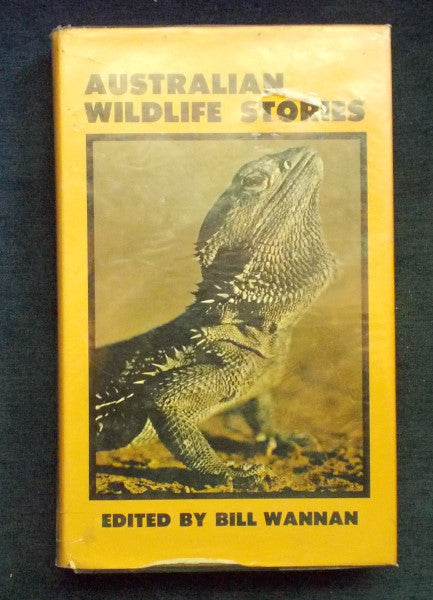 AUSTRALIAN
WILDLIFE STORIES
EDITED BY BILL WANNAN